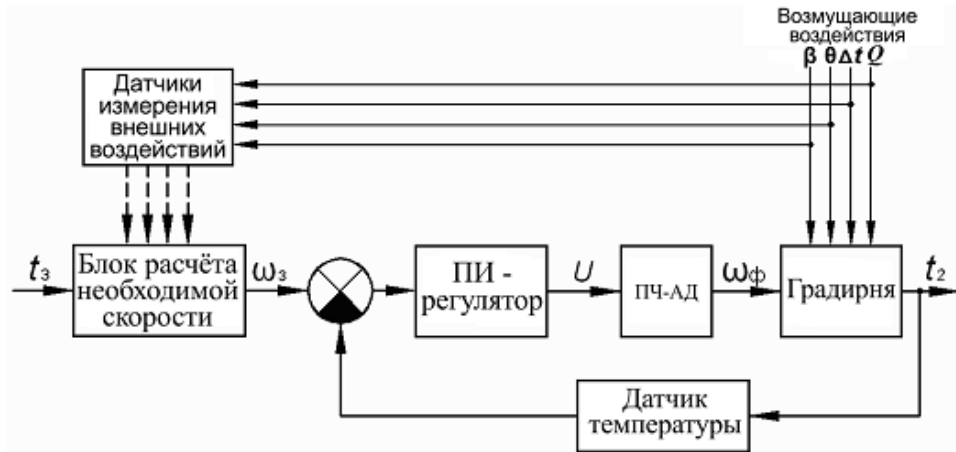 Возмущающие
воздействия
β θ Δt Q
Датчики
измерения
внешних
воздействий
tз
Блок расчёта
необходимой
скорости
ωз
ПИ -
регулятор
U
ПЧ-АД
ωф
Градирня
t2
Датчик
температуры